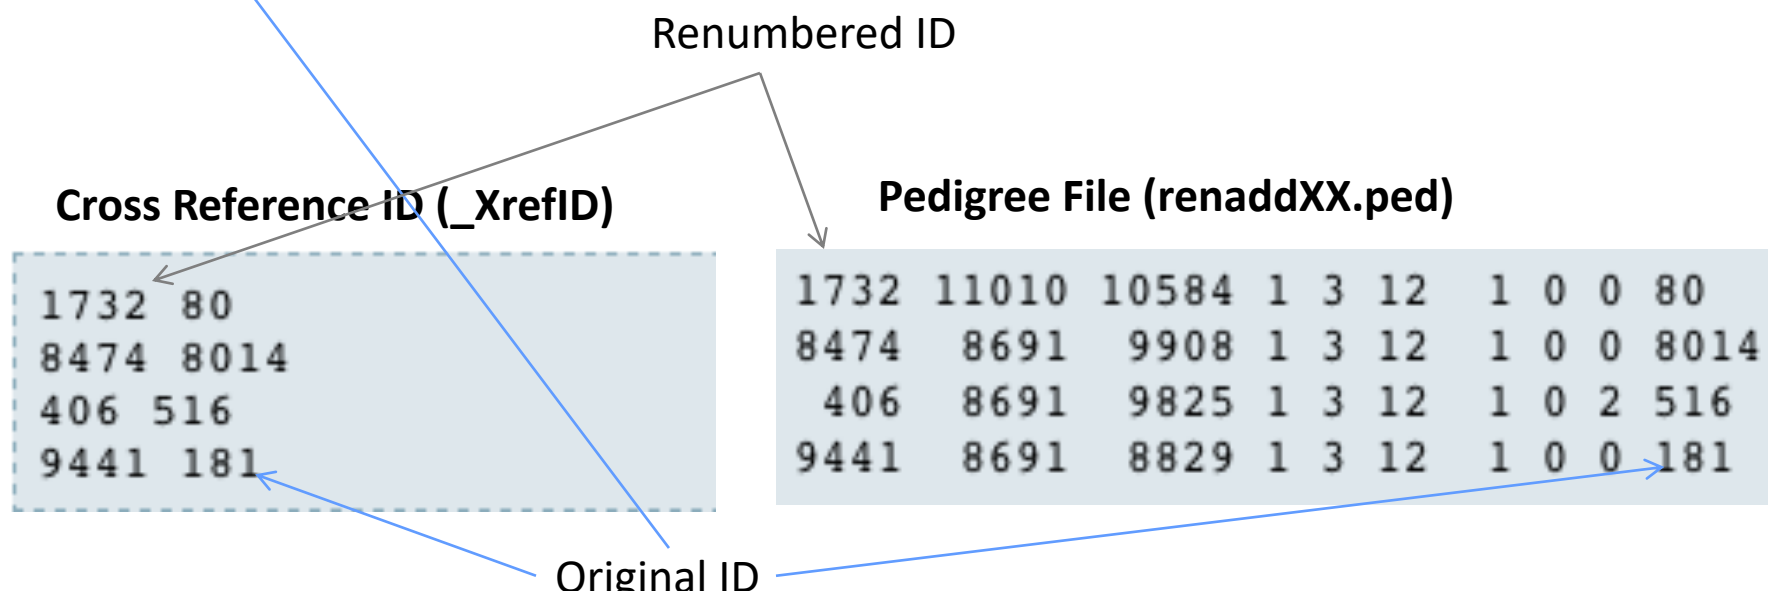 Renumbered ID
Cross Reference ID (_XrefID)
1732 80
8474 8014
406 516
9441 181
Pedigree File (renaddXX.ped)
1732 11010 10584 1 3 12 1 0 0 80
8474 8691 9908 1 3 12 1 0 0 8014
406 8691 9825 1 3 12 1 0 2 516
9441 8691 8829 1 3 12 1 0 0 181
Original ID